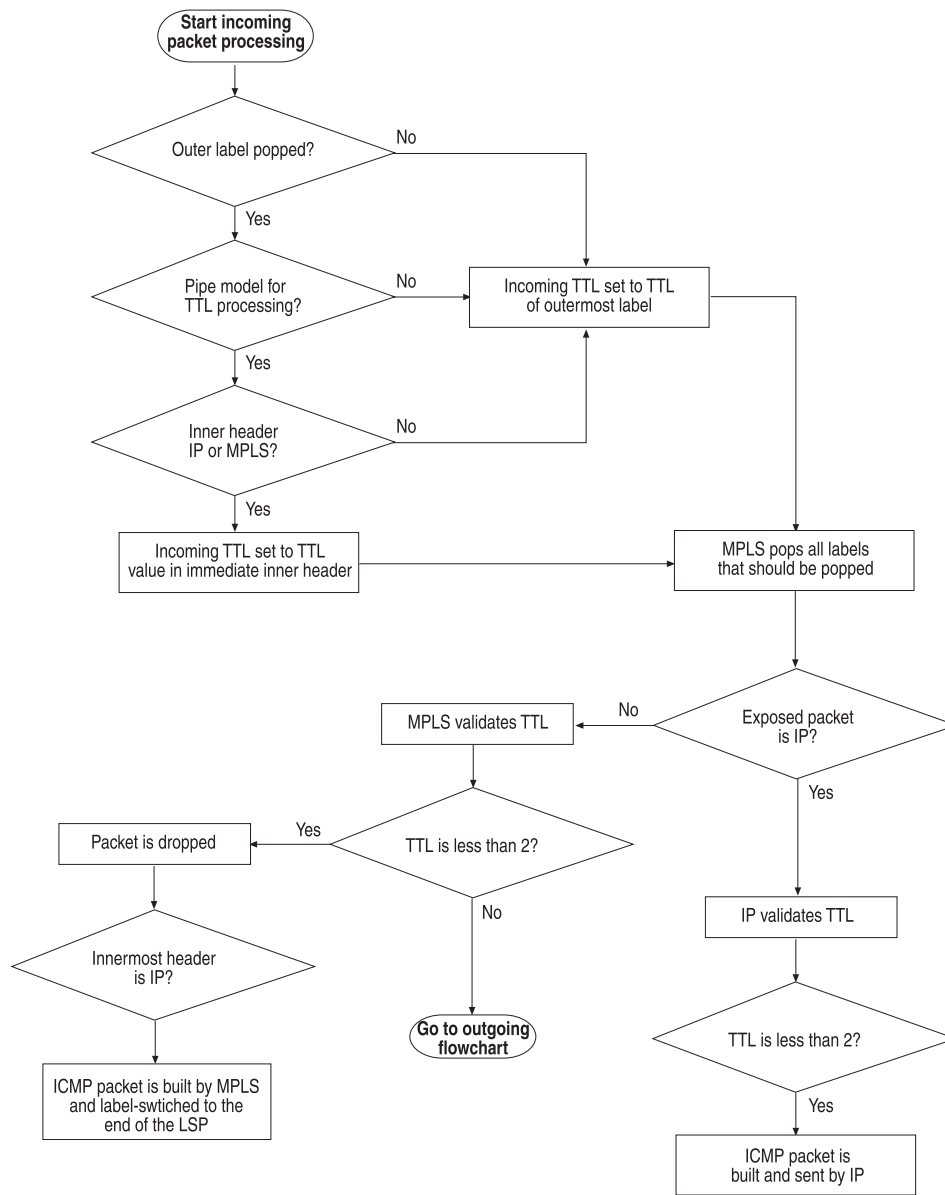 Start incoming
packet processing
Outer label popped?
No
Yes
Pipe model for
TTL processing?
No
Incoming TTL set to TTL
of outermost label
Yes
Inner header
IP or MPLS?
No
Yes
Incoming TTL set to TTL
value in immediate inner header
MPLS pops all labels
that should be popped
Exposed packet
is IP?
No
MPLS validates TTL
Yes
TTL is less than 2?
Yes
Packet is dropped
No
IP validates TTL
Innermost header
is IP?
Go to outgoing
flowchart
TTL is less than 2?
ICMP packet is built by MPLS
and label-swtiched to the
end of the LSP
Yes
ICMP packet is
built and sent by IP